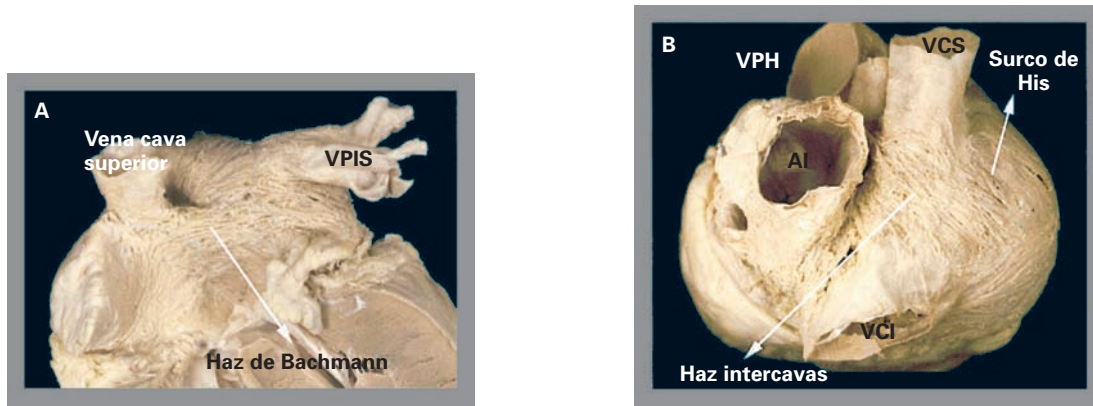 A
Vena cava
superior
VPIS
Haz de Bachmann
B
VPH
VCS
Surco de
His
AI
VCI
Haz intercavas